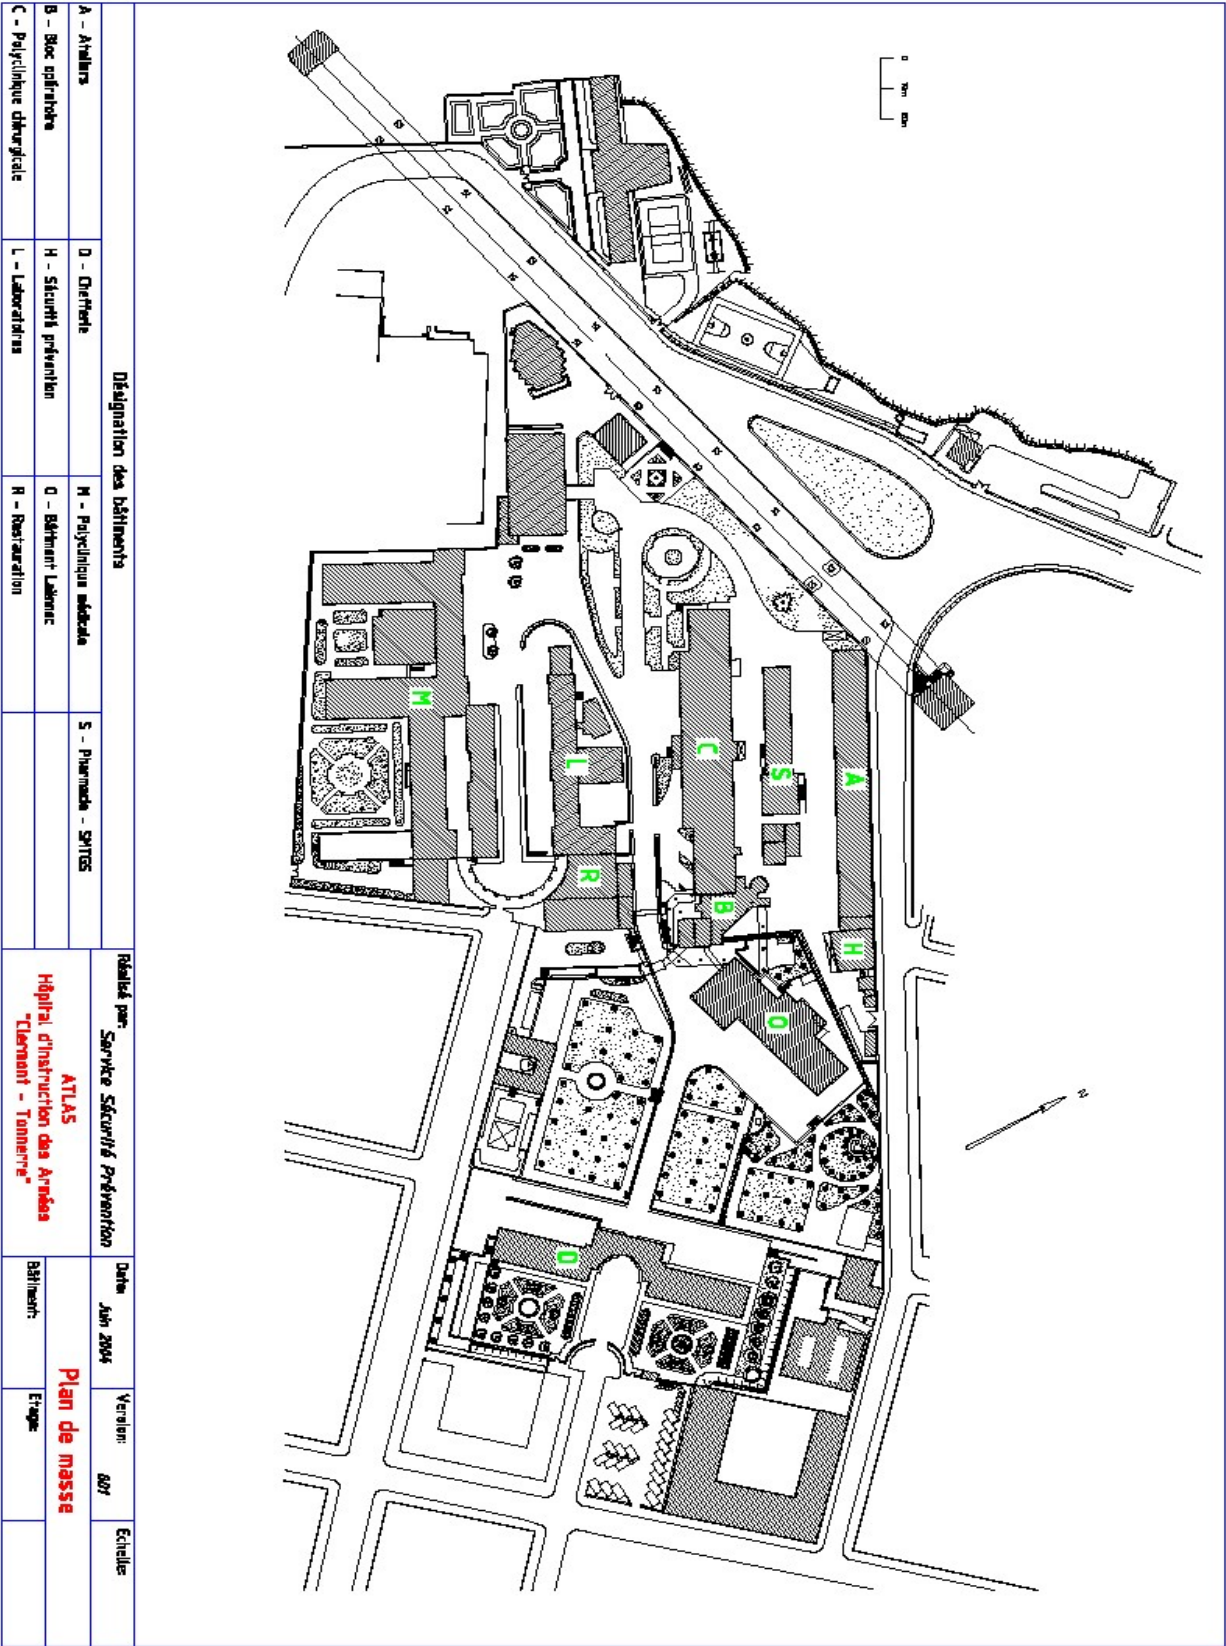 Désignation des bâtiments
A - Ateliers
B - Bloc opératoire
C - Polyclinique chirurgicale
D - Chefferie
H - Sécurité prévention
L - Laboratoires
M - Polyclinique médicale
O - Bâtiment Laënnec
R - Restauration
S - Pharmacie -
Réalisé par:
Service Sécurité Prévention
ATLAS
Hôpital d'Instruction des Armées
"Clermont - Tonnerre"
Date:
Juin 2004
Version:
Echelle:
Plan de masse
Bâtiment:
Etage:
A
S
C
L
M
R
B
H
O
D
N
0